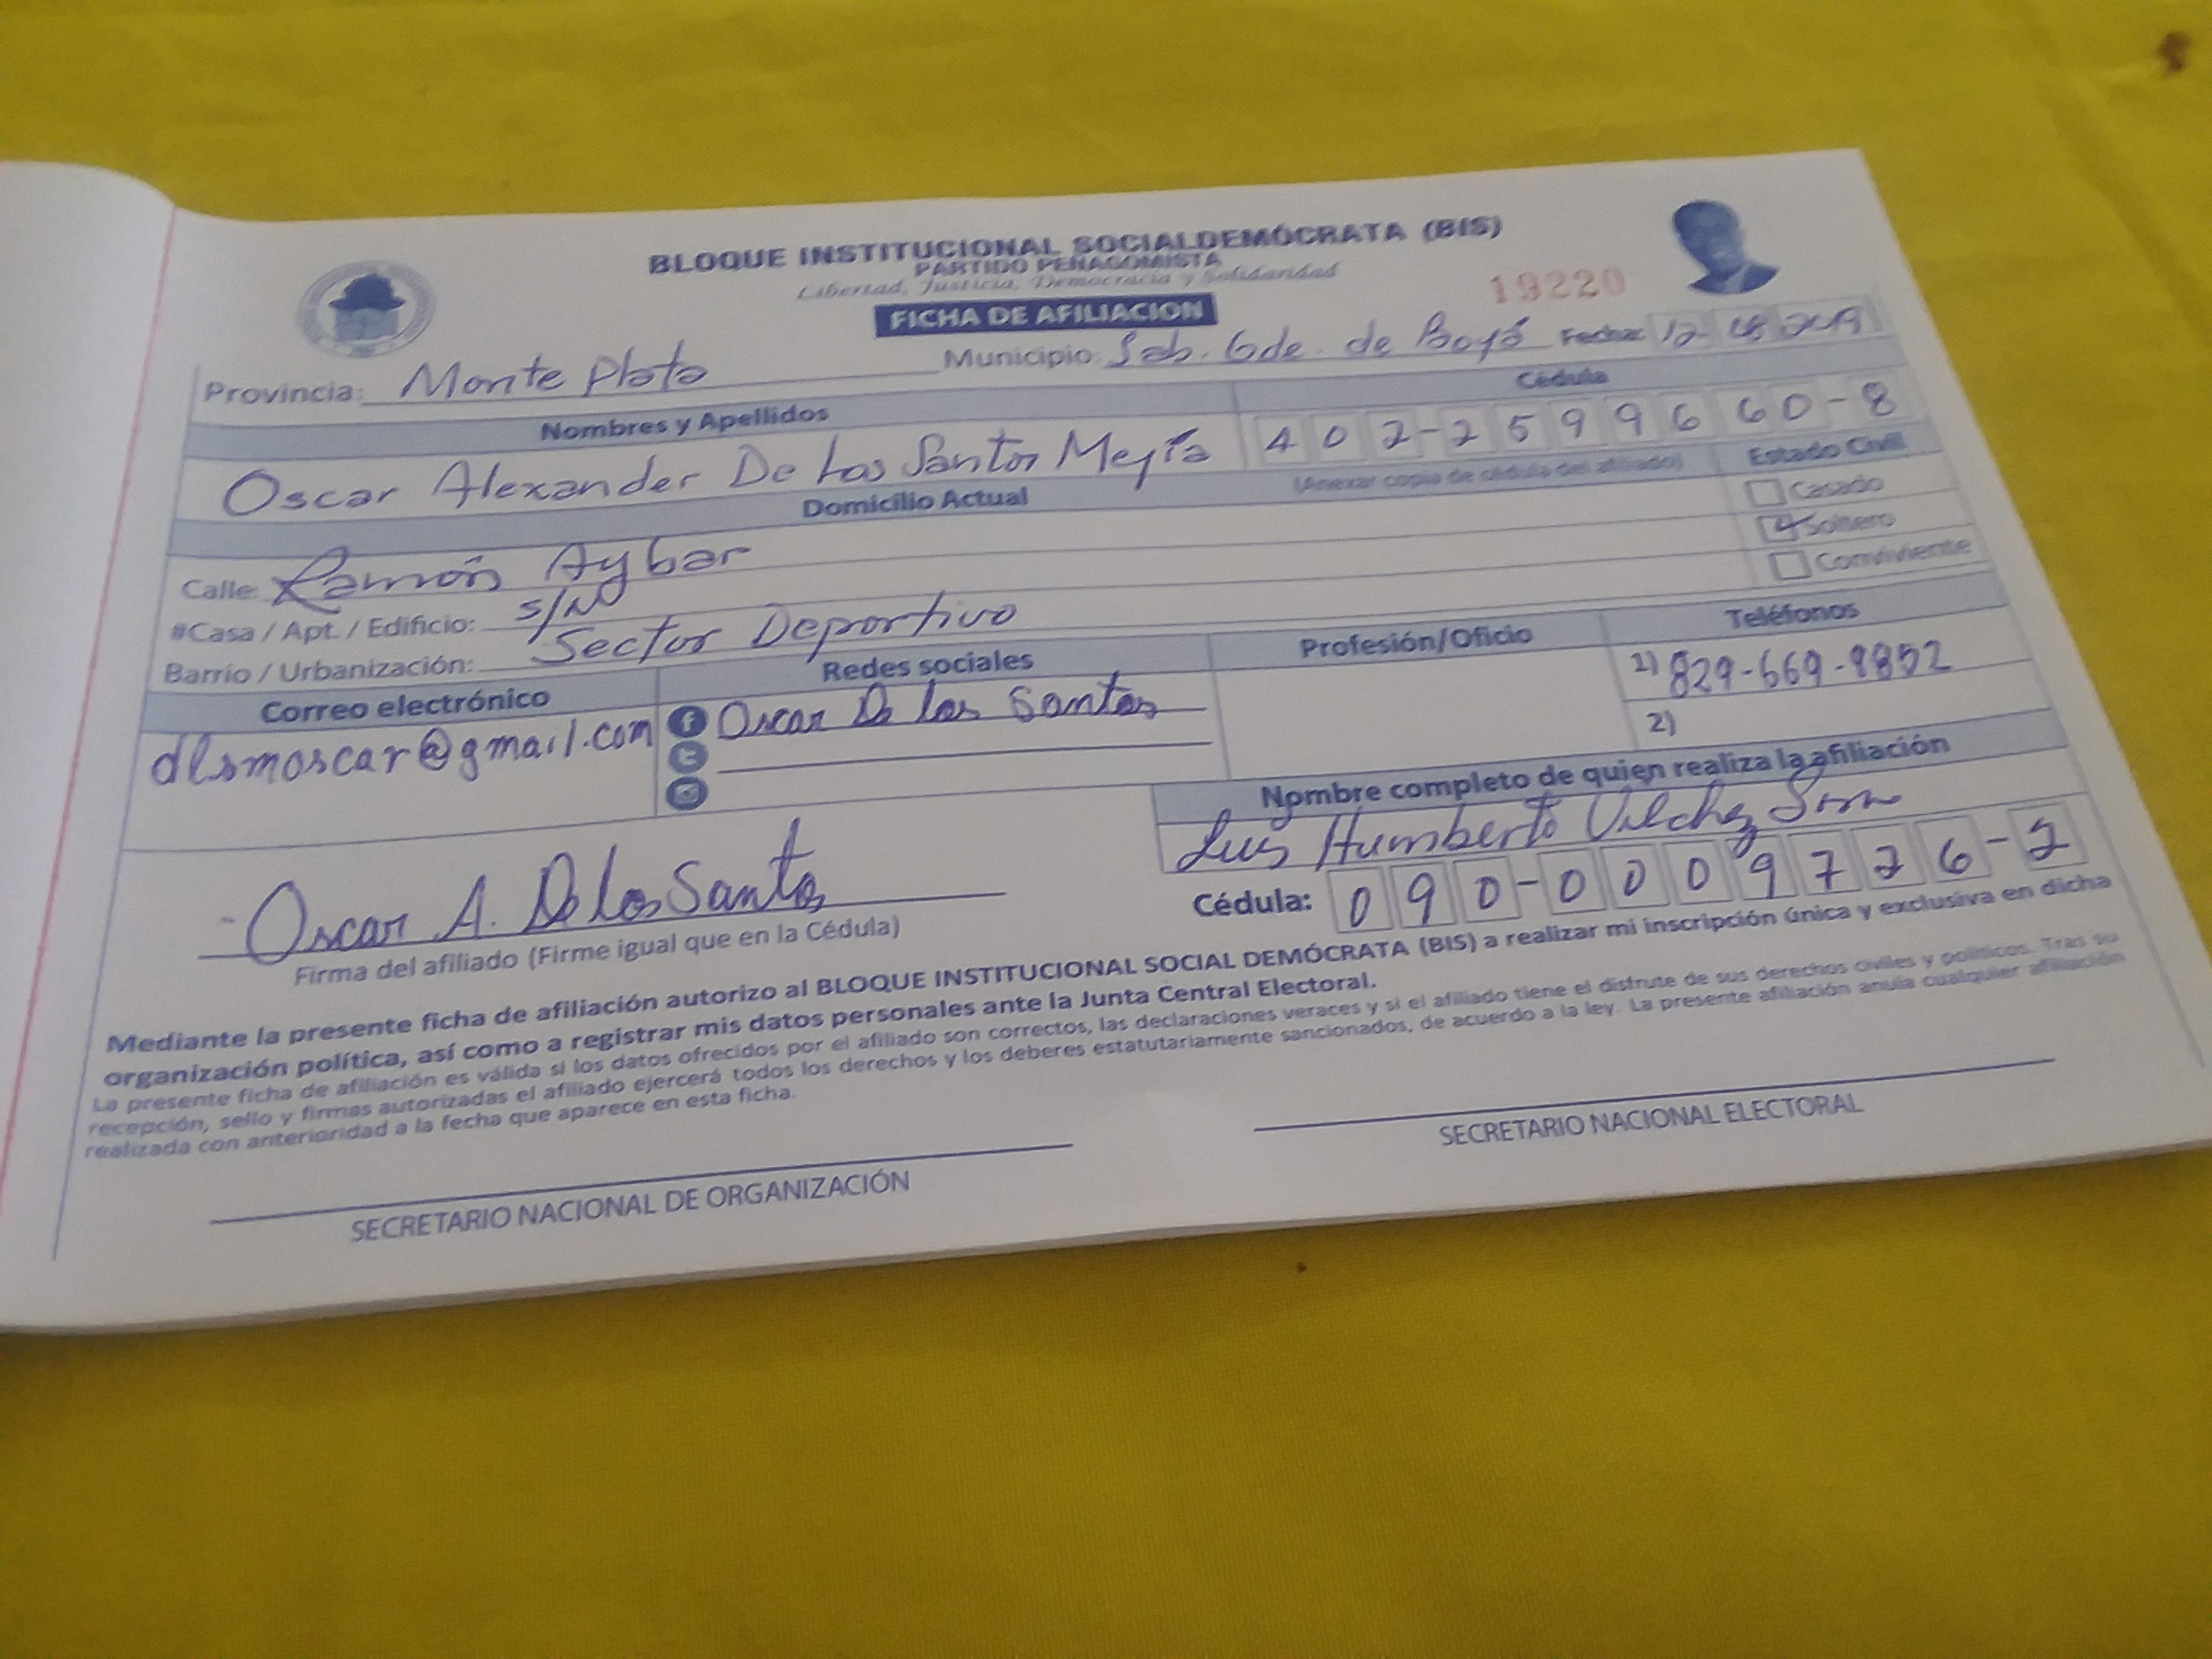 BLOQUE INSTITUCIONAL SOCIALDEMÓCRATA (BIS)
PARTIDO PEÑAGOMISTA
Libertad, Justicia, Democracia y Solidaridad
19220
FICHA DE AFILIACION
Provincia: Monte Plata Municipio: Sab. Gde. de Boyá Fecha: 12
Nombres y Apellidos Cédula
Oscar Alexander De Los Santos Mejía 402-2599660-8
(Anexar copia de cédula del afiliado) Estado Civil
Domicilio Actual
Casado
Soltero
Conviviente
Calle: Ramón Aybar
#Casa / Apt. / Edificio: S/N
Barrio / Urbanización: Sector Deportivo
Correo electrónico Redes sociales Profesión/Oficio Teléfonos
dlsmoscar@gmail.com Oscar De los Santos 1) 829-669-8852
2)
Nombre completo de quien realiza la afiliación
Luis Humberto Vilchez
Cédula: 090-0009726-2
Oscar A. De los Santos
Firma del afiliado (Firme igual que en la Cédula)
Mediante la presente ficha de afiliación autorizo al BLOQUE INSTITUCIONAL SOCIAL DEMÓCRATA (BIS) a realizar mi inscripción única y exclusiva en dicha
organización política, así como a registrar mis datos personales ante la Junta Central Electoral.
La presente ficha de afiliación es válida si los datos ofrecidos por el afiliado son correctos, las declaraciones veraces y si el afiliado tiene el disfrute de sus derechos civiles y políticos. Tras su
recepción, sello y firmas autorizadas el afiliado ejercerá todos los derechos y los deberes estatutariamente sancionados, de acuerdo a la ley. La presente afiliación anula cualquier afiliación
realizada con anterioridad a la fecha que aparece en esta ficha.
SECRETARIO NACIONAL DE ORGANIZACIÓN
SECRETARIO NACIONAL ELECTORAL